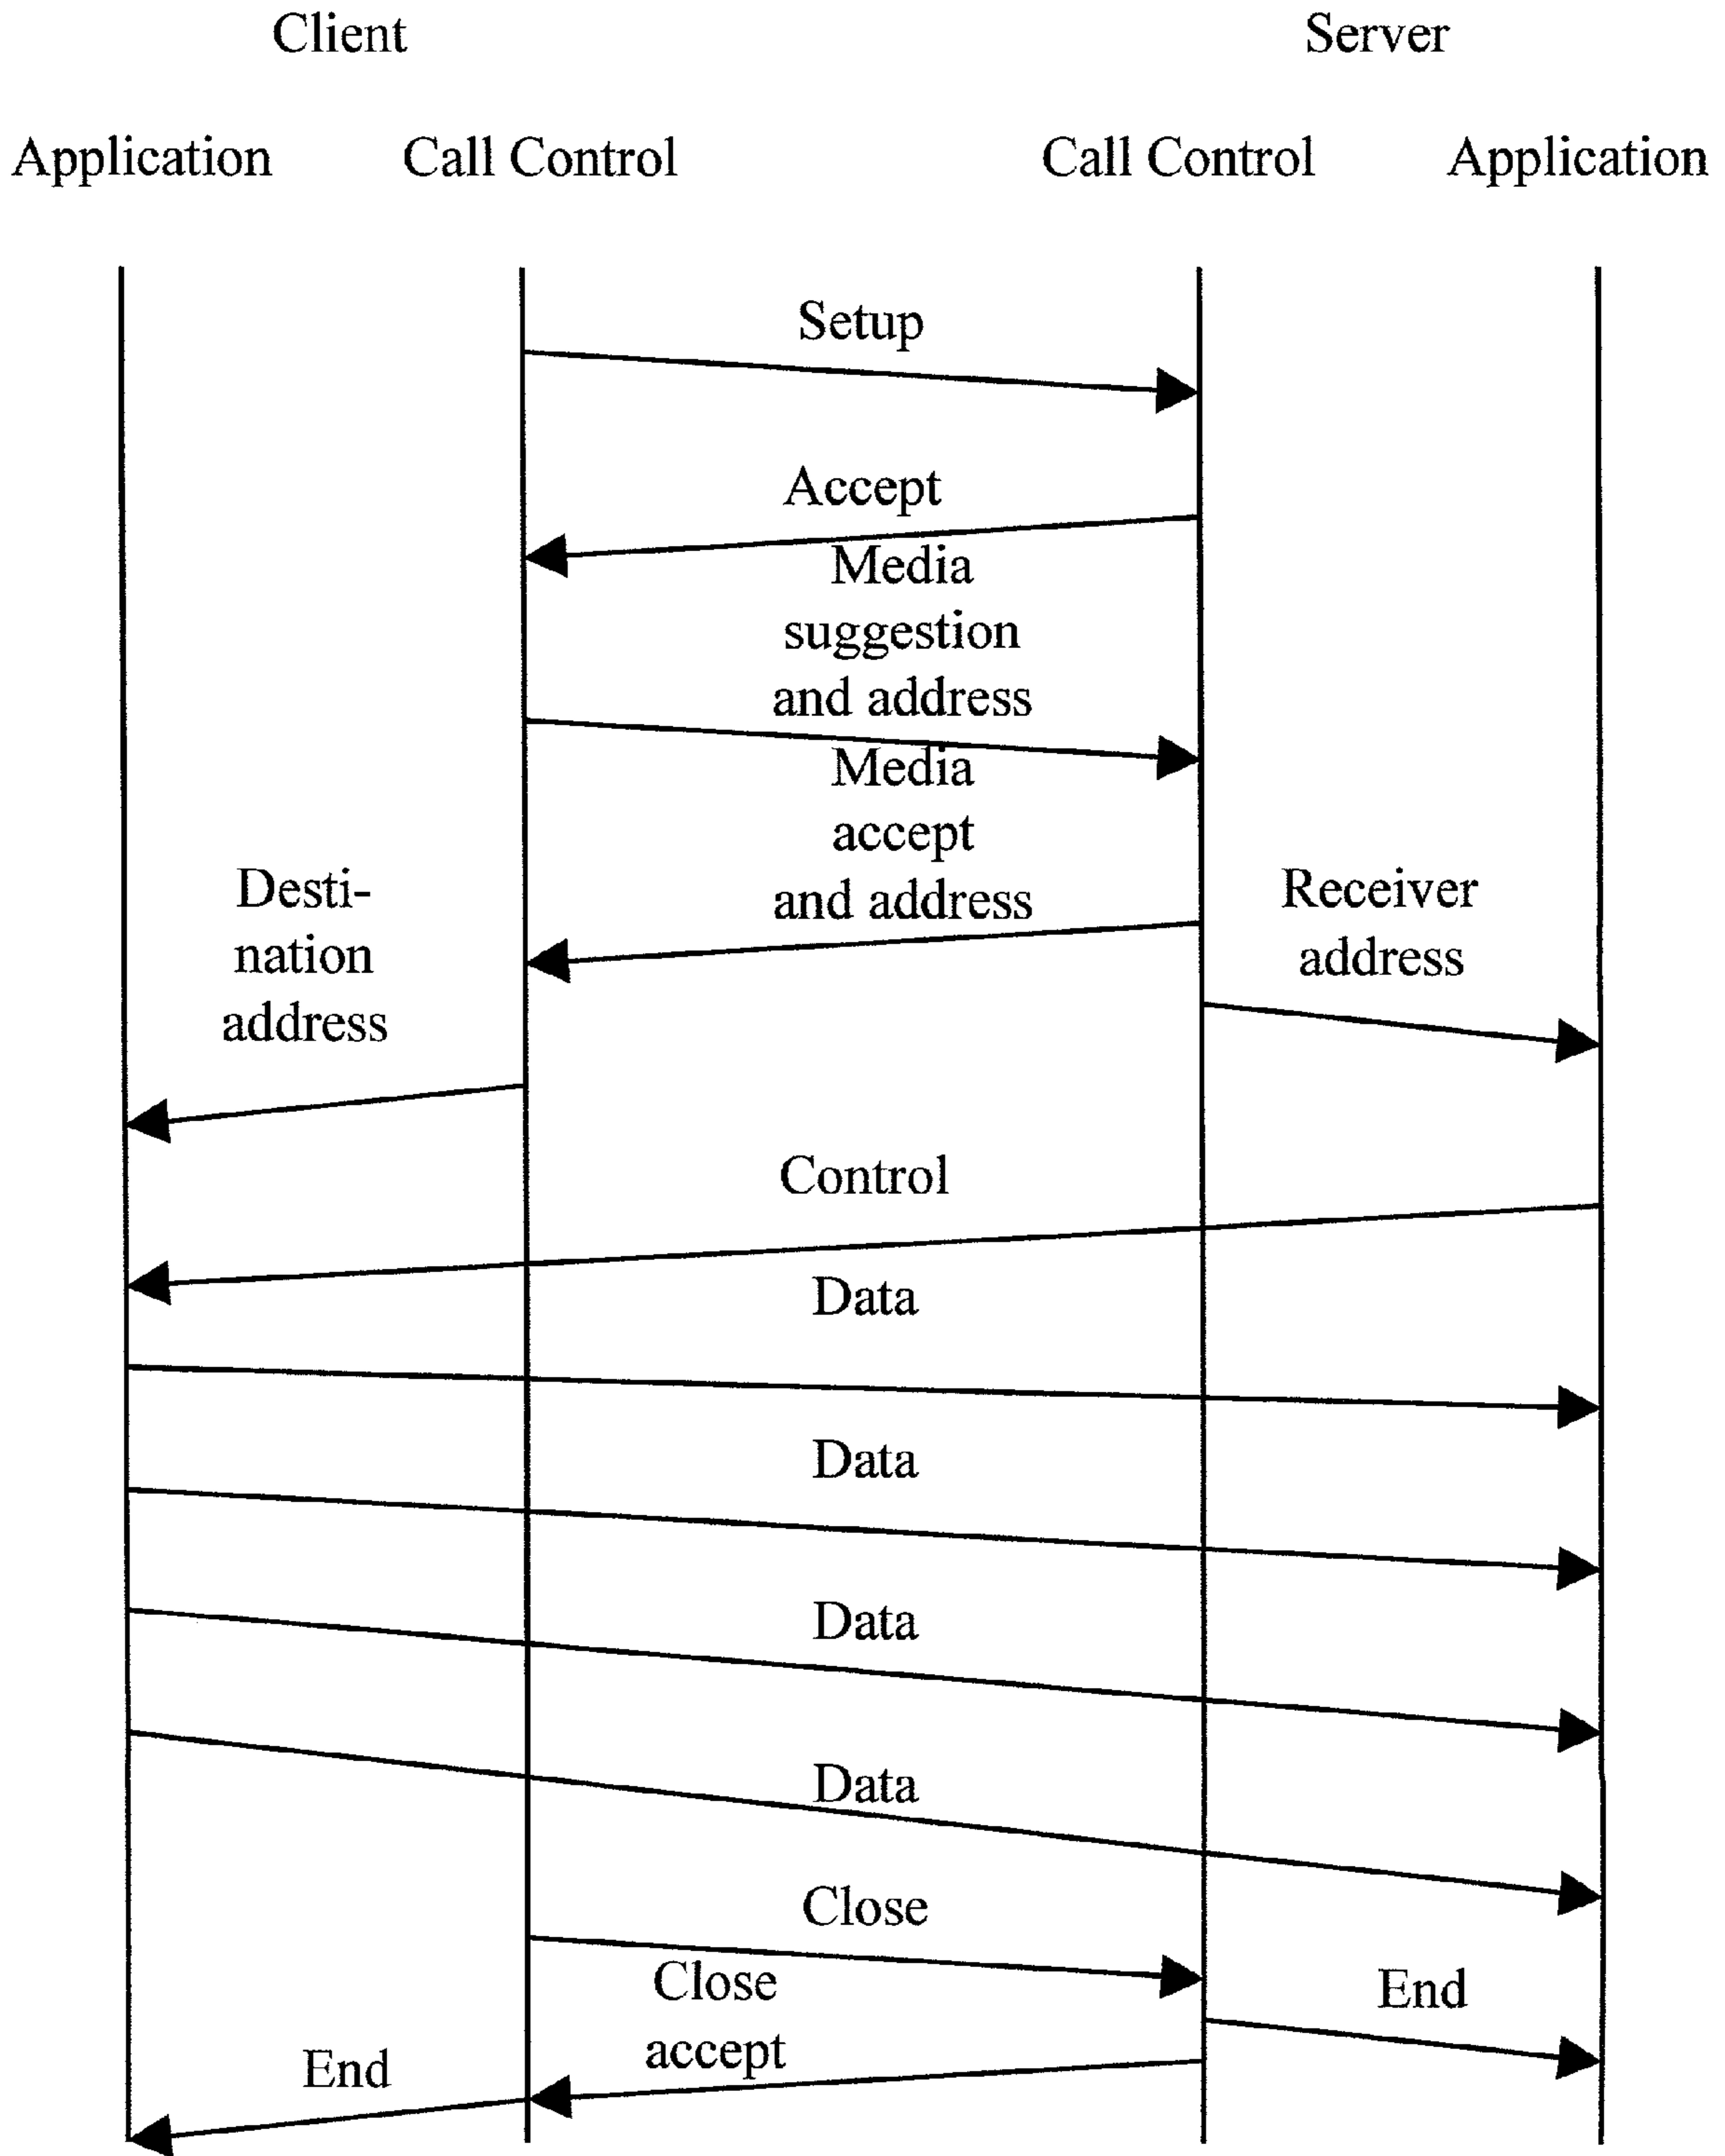 Client
Server
Application
Call Control
Call Control
Application
Setup
Accept
Media
suggestion
and address
Media
accept
and address
Desti-
nation
address
Receiver
address
Control
Data
Data
Data
Data
Close
Close
accept
End
End